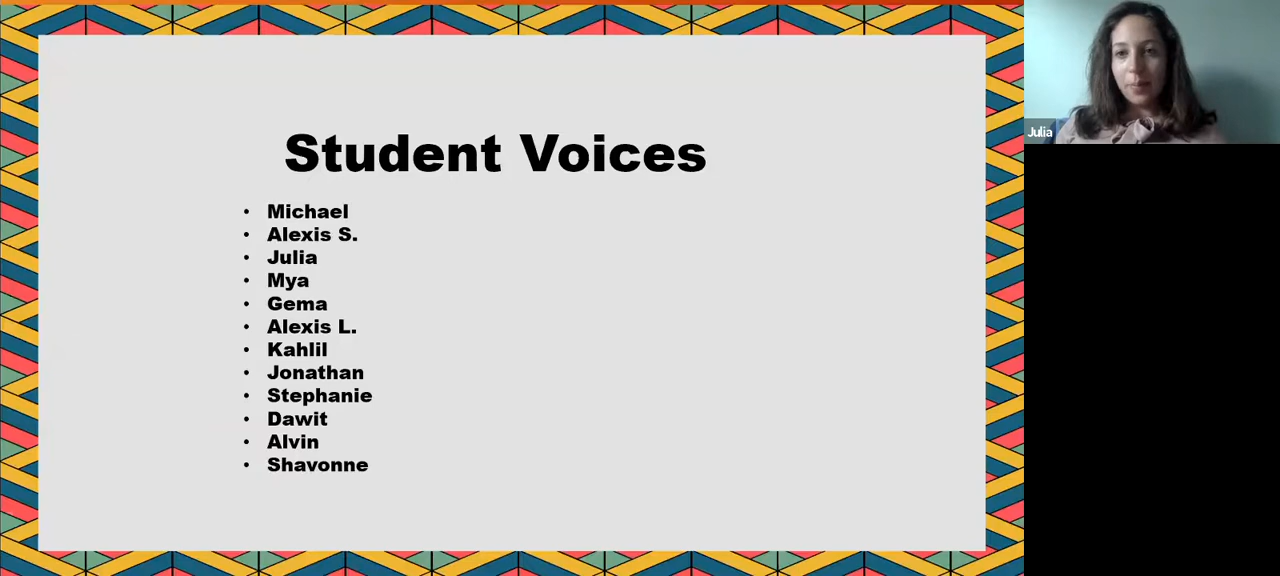 Student Voices
• Michael
• Alexis S.
• Julia
• Mya
• Gema
• Alexis L.
• Kahlil
• Jonathan
• Stephanie
• Dawit
• Alvin
• Shavonne
Julia